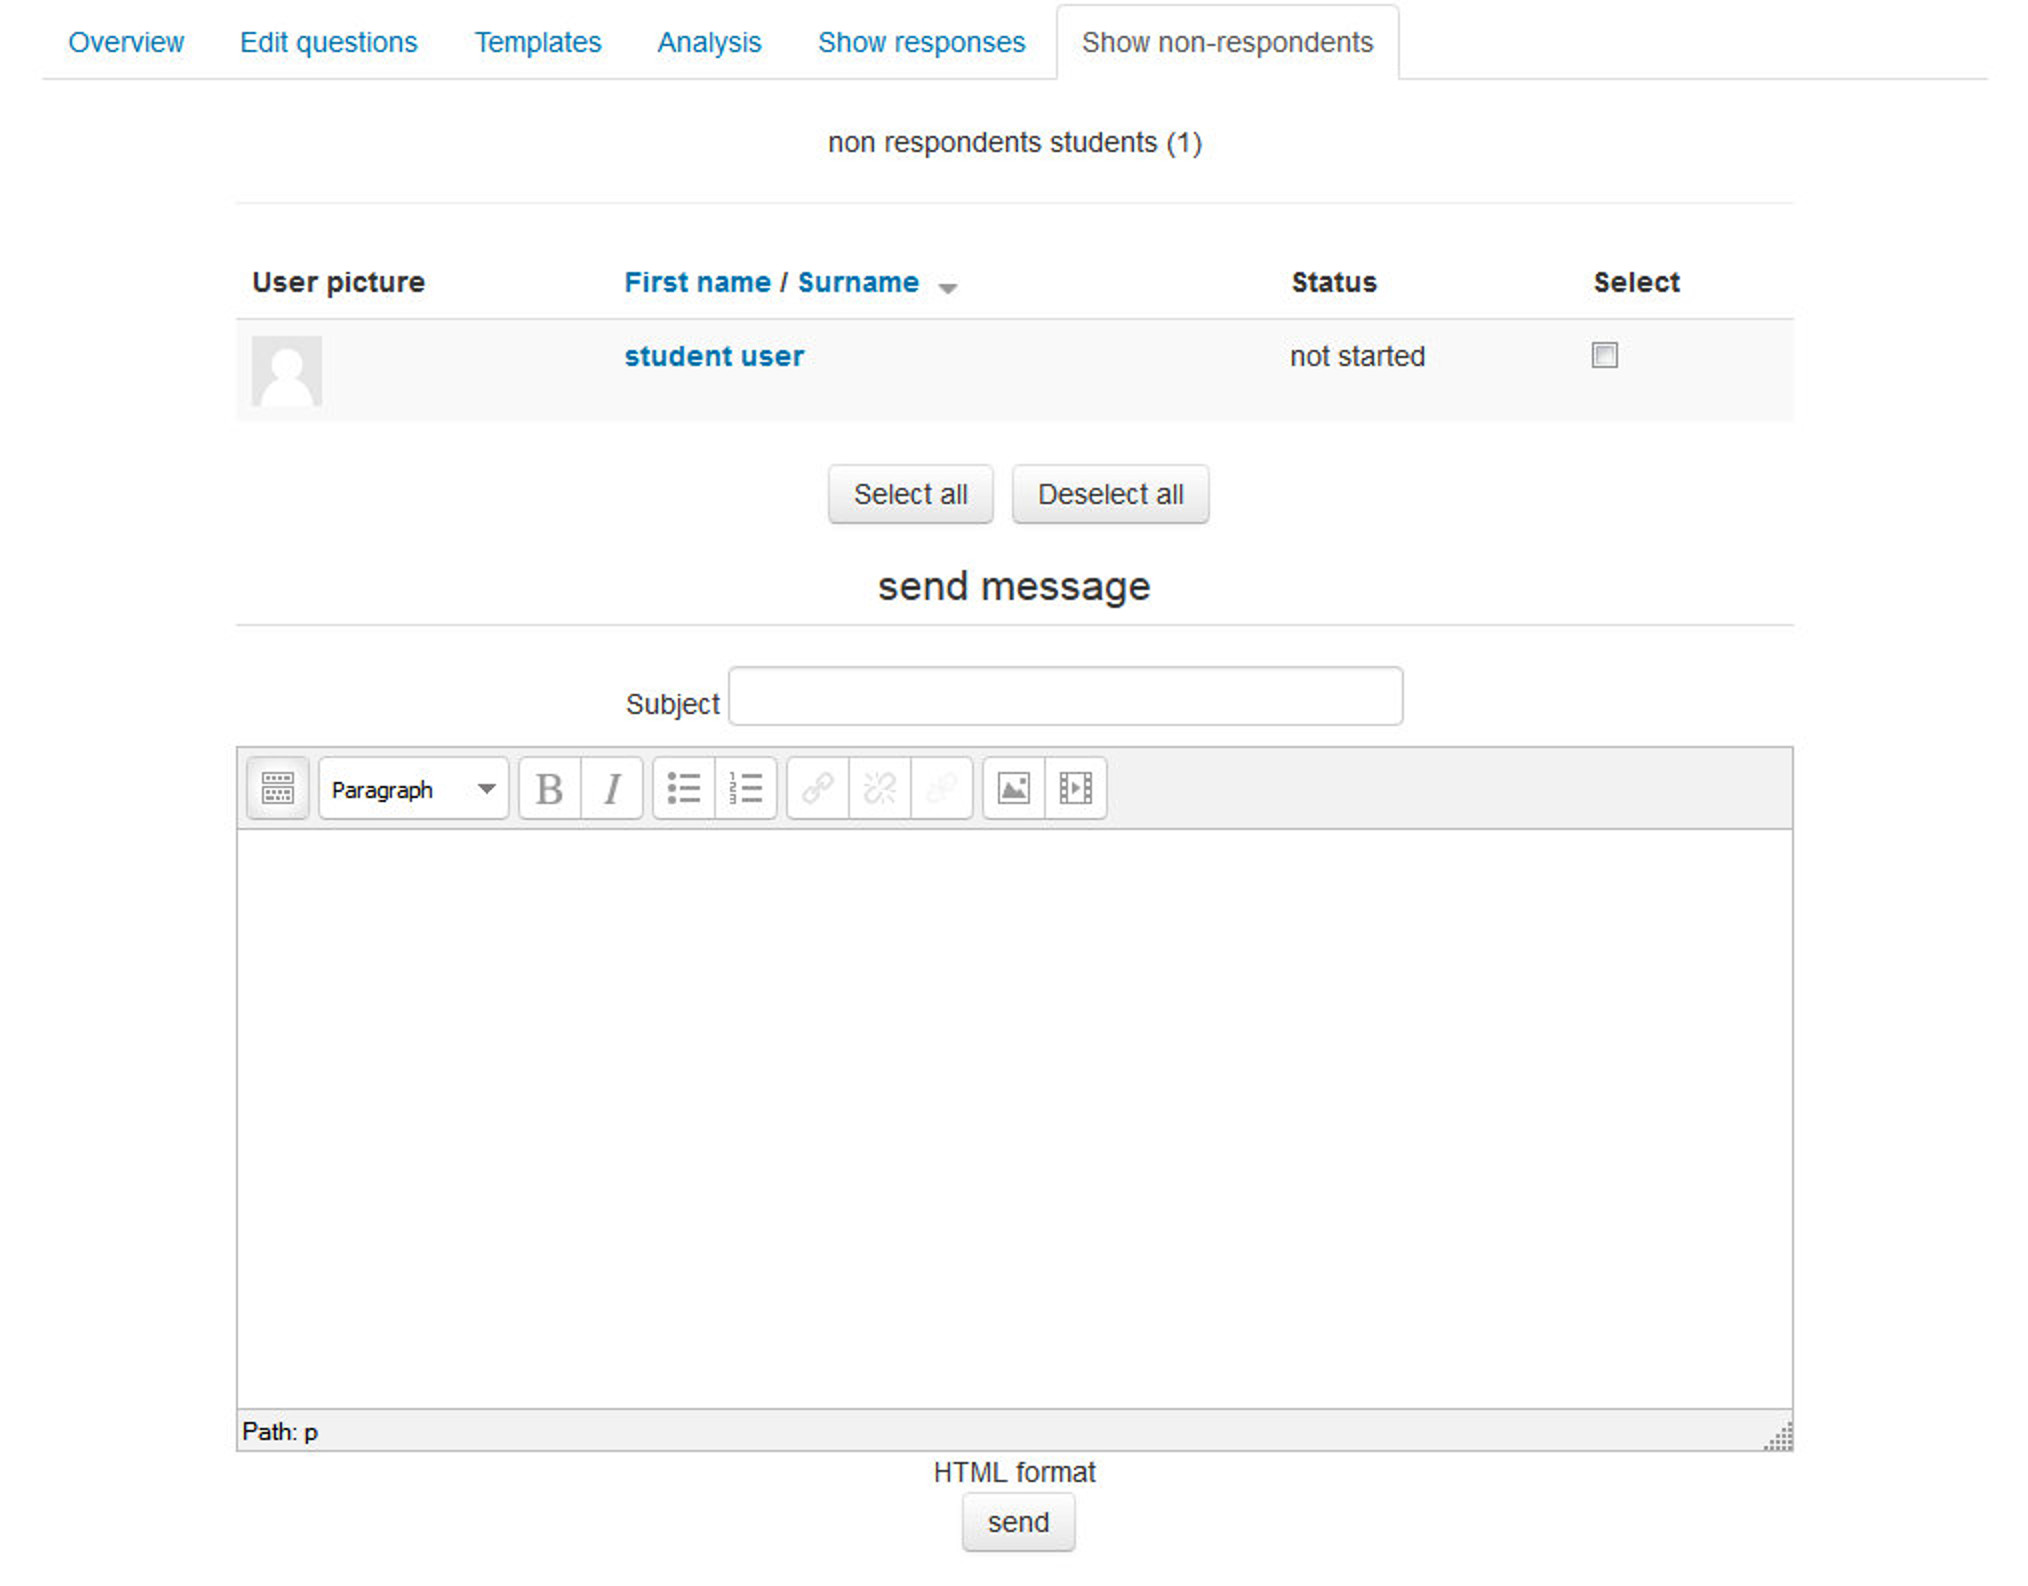 Overview Edit questions Templates Analysis Show responses Show non-respondents
non respondents students (1)
User picture First name / Surname Status Select
student user not started
Select all Deselect all
send message
Subject
Paragraph B I
Path: p
HTML format
send